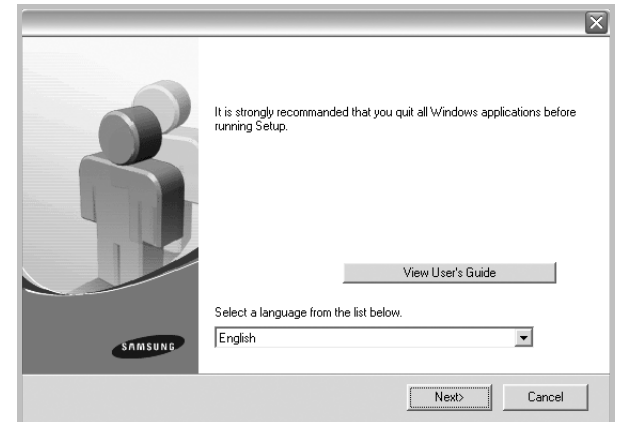 It is strongly recommanded that you quit all Windows applications before
running Setup.
View User's Guide
Select a language from the list below.
English
SAMSUNG
Next>
Cancel